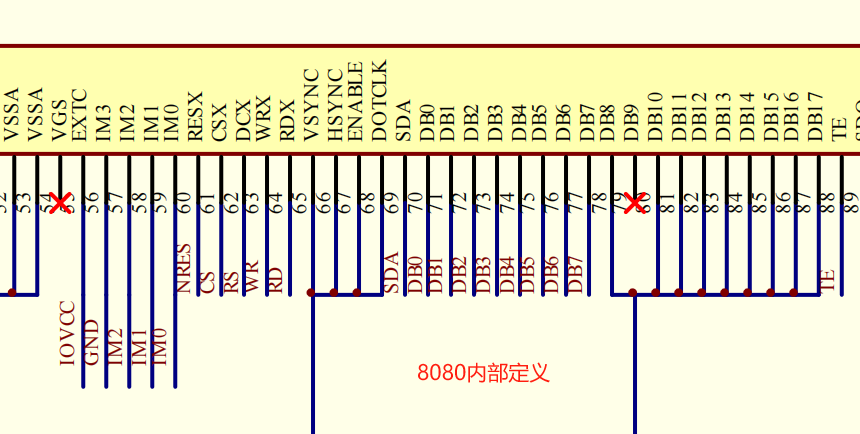 VSSA
VSSA
VGS
EXTC
IM3
IM2
IM1
IM0
RESX
CSX
DCX
WRX
RDX
VSYNC
HSYNC
ENABLE
DOTCLK
SDA
DB0
DB1
DB2
DB3
DB4
DB5
DB6
DB7
DB8
DB9
DB10
DB11
DB12
DB13
DB14
DB15
DB16
DB17
TE
53
54
56
57
58
59
60
61
62
63
64
65
66
67
68
69
70
71
72
73
74
75
76
77
78
79
80
81
82
83
84
85
86
87
88
89
NRES
CS
RS
WR
RD
SDA
DB0
DB1
DB2
DB3
DB4
DB5
DB6
DB7
TE
IOVCC
GND
IM2
IM1
IM0
8080内部定义